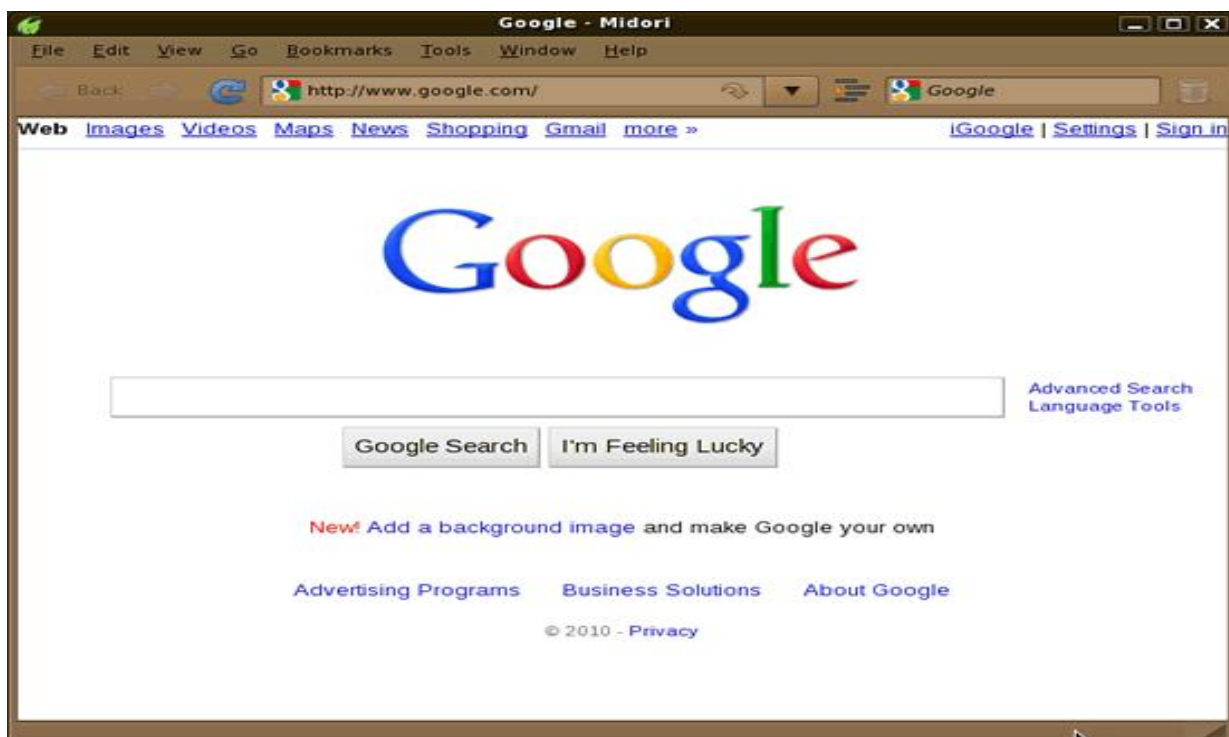 Google - Midori
File Edit View Go Bookmarks Tools Window Help
Back http://www.google.com/ Google
Web Images Videos Maps News Shopping Gmail more » iGoogle | Settings | Sign in
Google
Advanced Search
Language Tools
Google Search I'm Feeling Lucky
New! Add a background image and make Google your own
Advertising Programs Business Solutions About Google
© 2010 - Privacy